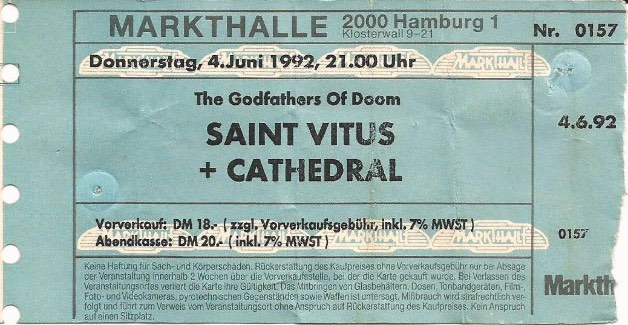 MARKTHALLE 2000 Hamburg 1
Klosterwall 9-21
Nr. 0157
Donnerstag, 4. Juni 1992, 21.00 Uhr
MARKTHALL
The Godfathers Of Doom
SAINT VITUS
+ CATHEDRAL
4.6.92
Vorverkauf: DM 18.- ( zzgl. Vorverkaufsgebühr, inkl. 7% MWST )
Abendkasse: DM 20.- ( inkl. 7% MWST )
MARKTHALL
0157
Keine Haftung für Sach- und Körperschäden. Rückerstattung des Kaufpreises ohne Vorverkaufsgebühr nur bei Absage
der Veranstaltung innerhalb 2 Wochen über die Vorverkaufsstelle, bei der die Karte gekauft wurde. Bei Verlassen des
Veranstaltungsortes verliert die Karte ihre Gültigkeit. Das Mitbringen von Glasbehältern, Dosen, Tonbandgeräten, Film-,
Foto- und Videokameras, pyrotechnischen Gegenständen sowie Waffen ist untersagt. Mißbrauch wird strafrechtlich ver-
folgt und führt zum Verweis vom Veranstaltungsort ohne Anspruch auf Rückerstattung des Kartenpreises. Kein Anspruch
auf einen Sitzplatz.
Markth